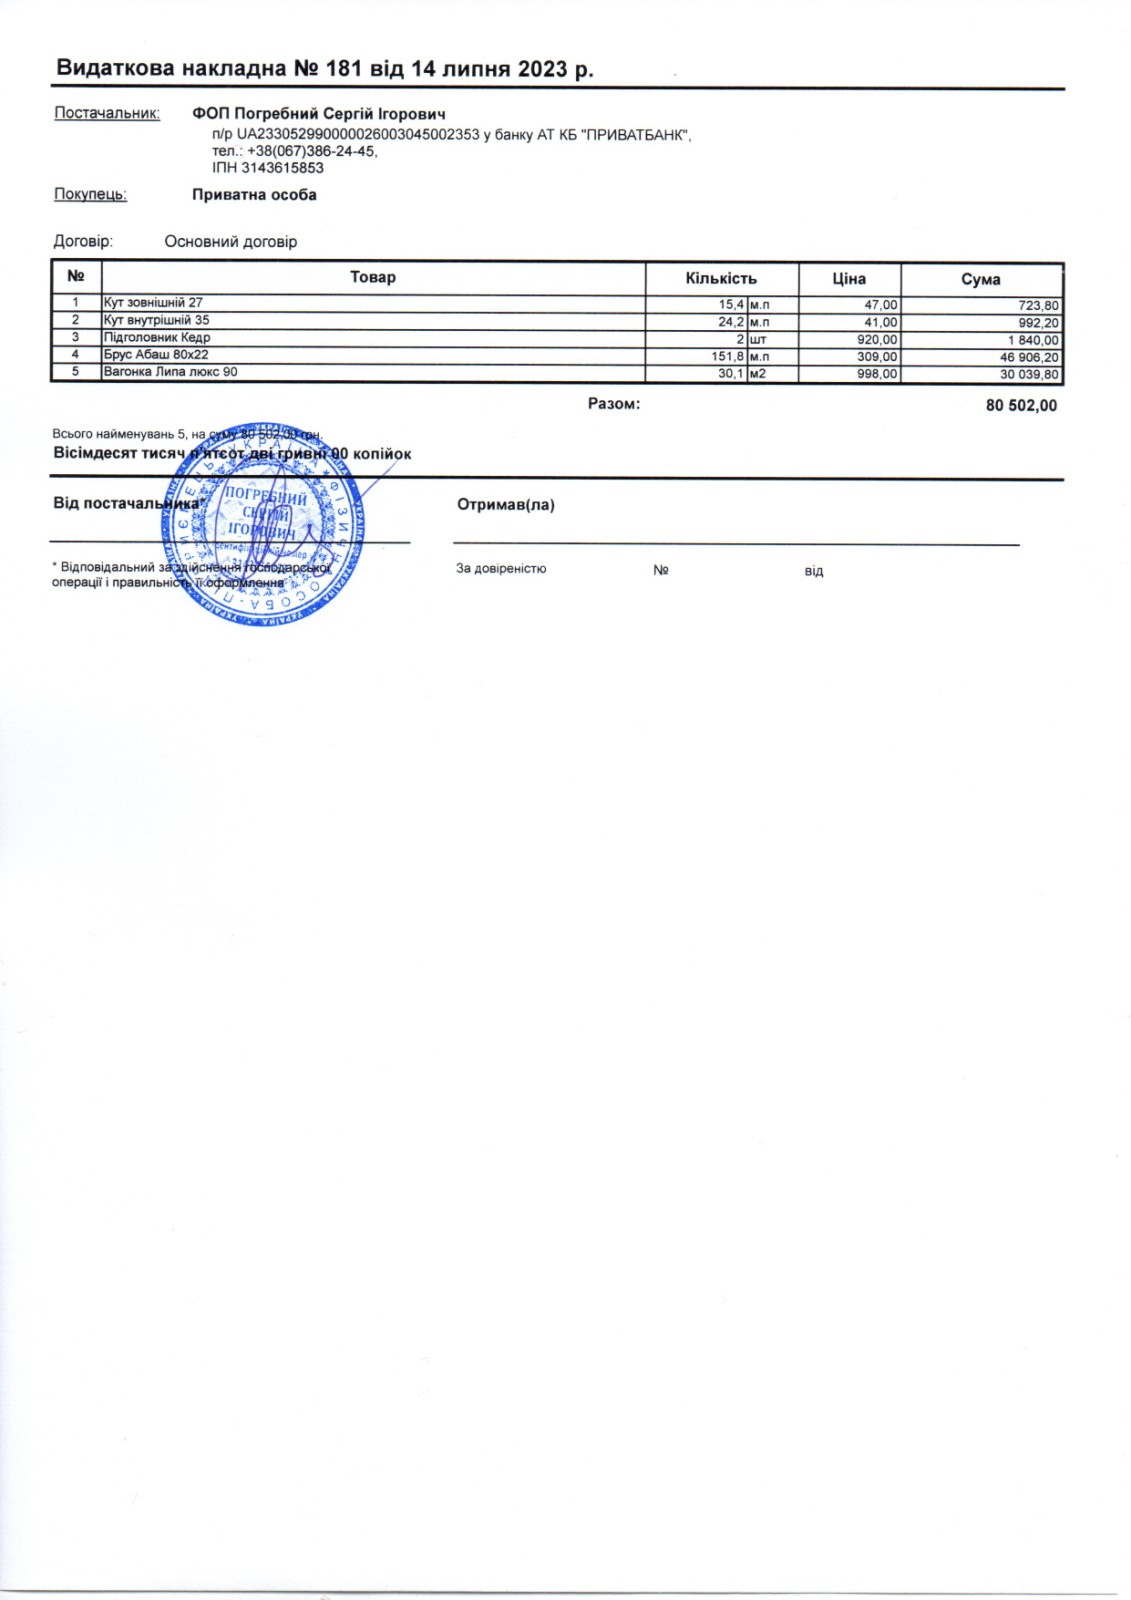 Видаткова накладна № 181 від 14 липня 2023 р.
Постачальник: ФОП Погребний Сергій Ігорович
п/р UA233052990000026003045002353 у банку АТ КБ "ПРИВАТБАНК",
тел.: +38(067)386-24-45,
ІПН 3143615853
Покупець: Приватна особа
Договір: Основний договір
№ Товар Кількість Ціна Сума
1 Кут зовнішній 27 15,4 м.п 47,00 723,80
2 Кут внутрішній 35 24,2 м.п 41,00 992,20
3 Підголовник Кедр 2 шт 920,00 1 840,00
4 Брус Абаш 80х22 151,8 м.п 309,00 46 906,20
5 Вагонка Липа люкс 90 30,1 м2 998,00 30 039,80
Разом: 80 502,00
Всього найменувань 5, на суму 80 502,00 грн.
Вісімдесят тисяч п'ятсот дві гривні 00 копійок
Від постачальника* Отримав(ла)
ПОГРЕБНИЙ
СЕРГІЙ
ІГОРОВИЧ
* Відповідальний за здійснення господарської
операції і правильність її оформлення
За довіреністю № від